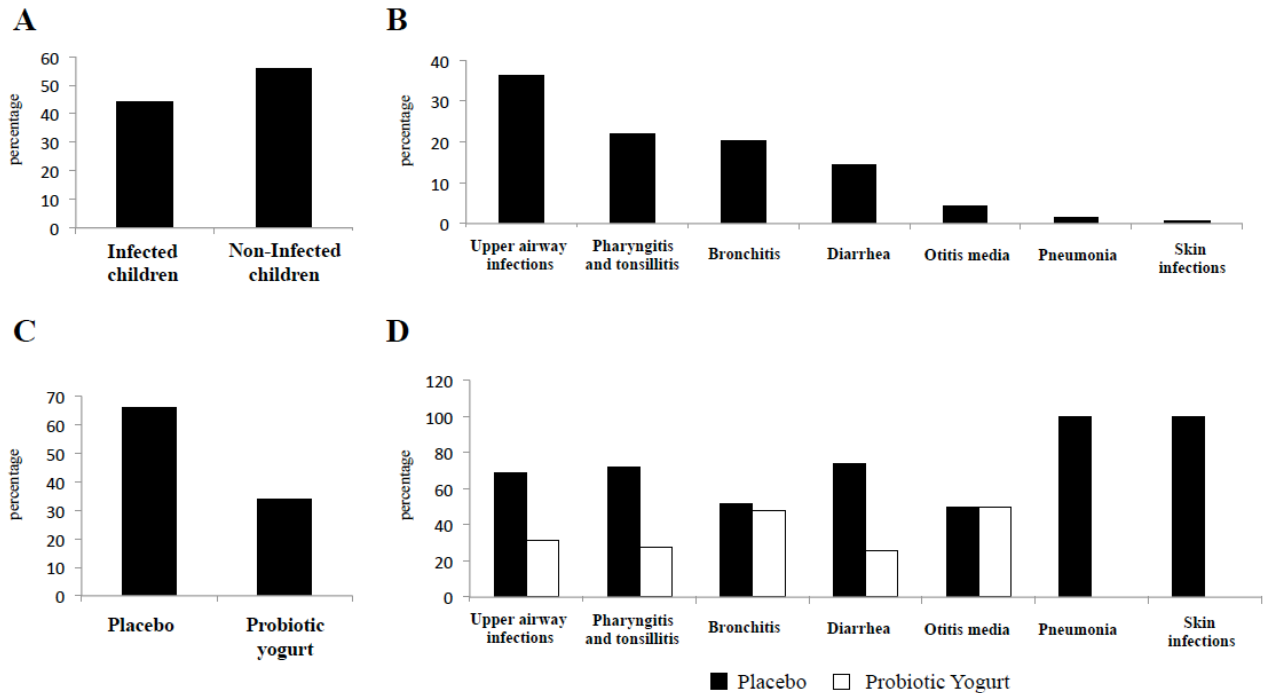 A
percentage
60
50
40
30
20
10
0
Infected
children
Non-Infected
children
B
percentage
40
30
20
10
0
Upper airway
infections
Pharyngitis
and tonsillitis
Bronchitis
Diarrhea
Otitis media
Pneumonia
Skin
infections
C
percentage
70
60
50
40
30
20
10
0
Placebo
Probiotic
yogurt
D
percentage
120
100
80
60
40
20
0
Upper airway
infections
Pharyngitis
and tonsillitis
Bronchitis
Diarrhea
Otitis media
Pneumonia
Skin
infections
Placebo
Probiotic Yogurt